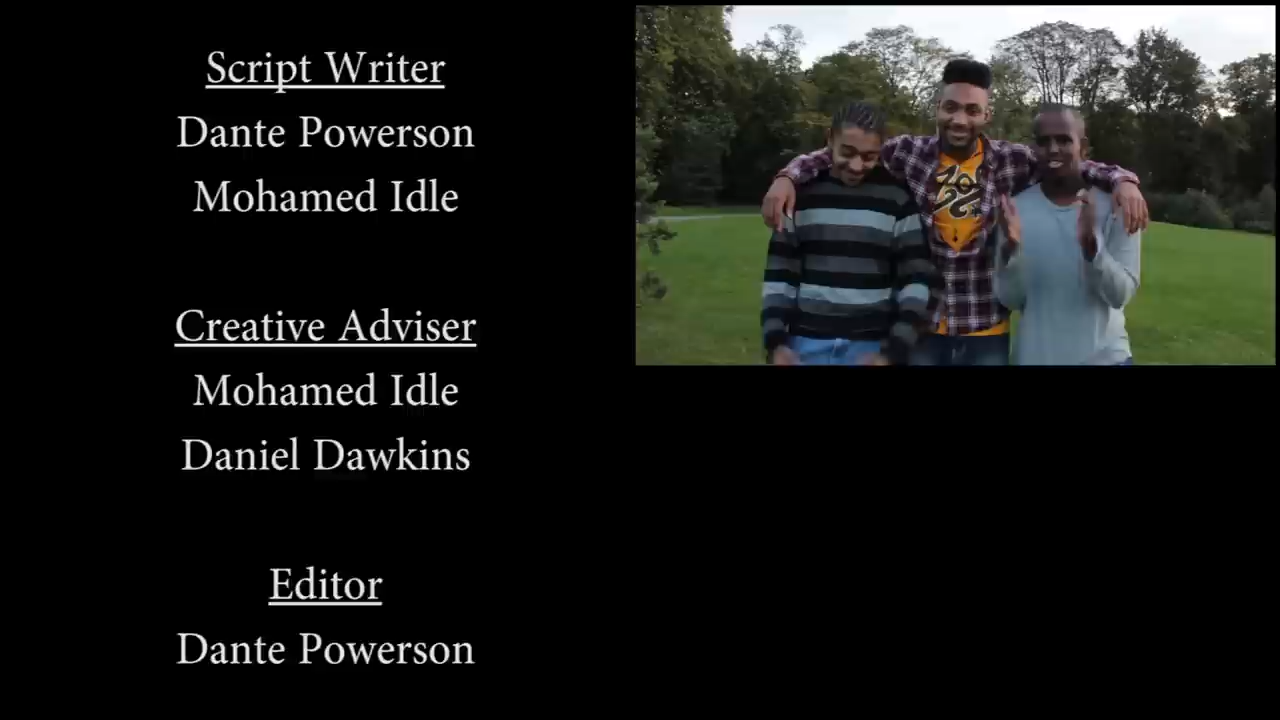 Script Writer
Dante Powerson
Mohamed Idle
Creative Adviser
Mohamed Idle
Daniel Dawkins
Editor
Dante Powerson